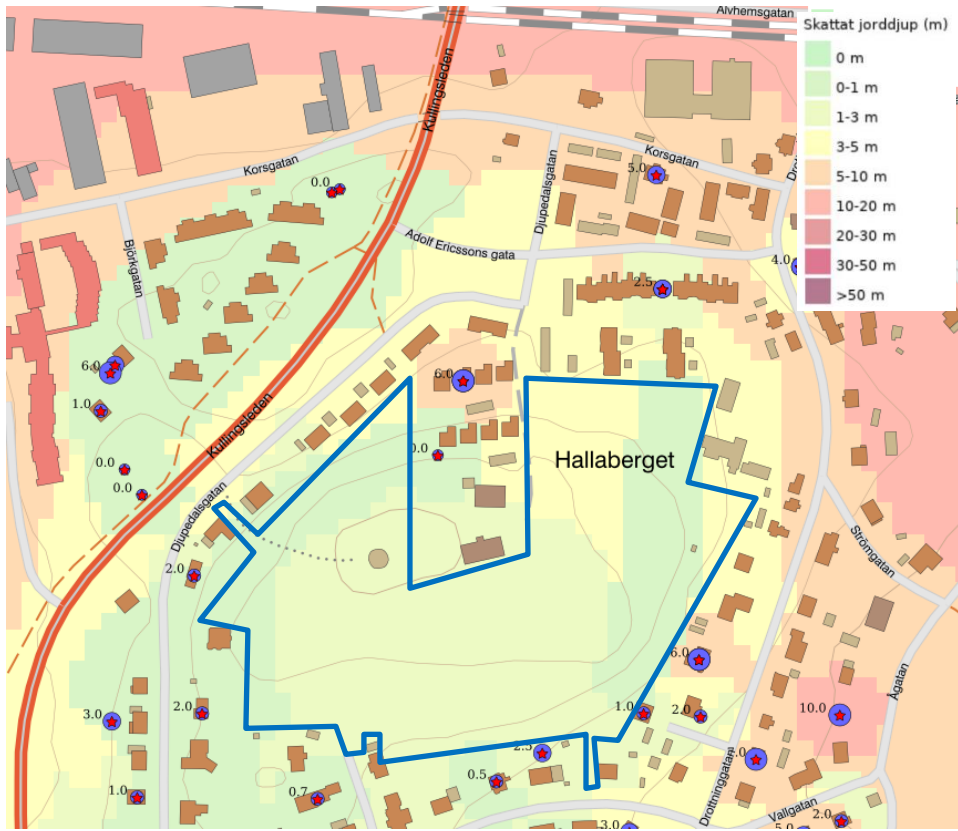 Alvhemsgatan
Skattat jorddjup (m)
0 m
0-1 m
1-3 m
3-5 m
5-10 m
10-20 m
20-30 m
30-50 m
>50 m
Kullingsleden
Korsgatan
Korsgatan
Djupedalsgatan
Drott
0.0
5.0
Björkgatan
Adolf Ericssons gata
4.0
2.5
6.0
6.0
1.0
Kullingsleden
0.0
0.0
0.0
Hallaberget
Djupedalsgatan
Strömgatan
2.0
6.0
Ågatan
3.0
2.0
1.0
2.0
10.0
2.5
.0
0.5
Drottninggatan
1.0
0.7
Vallgatan
3.0
5.0
2.0